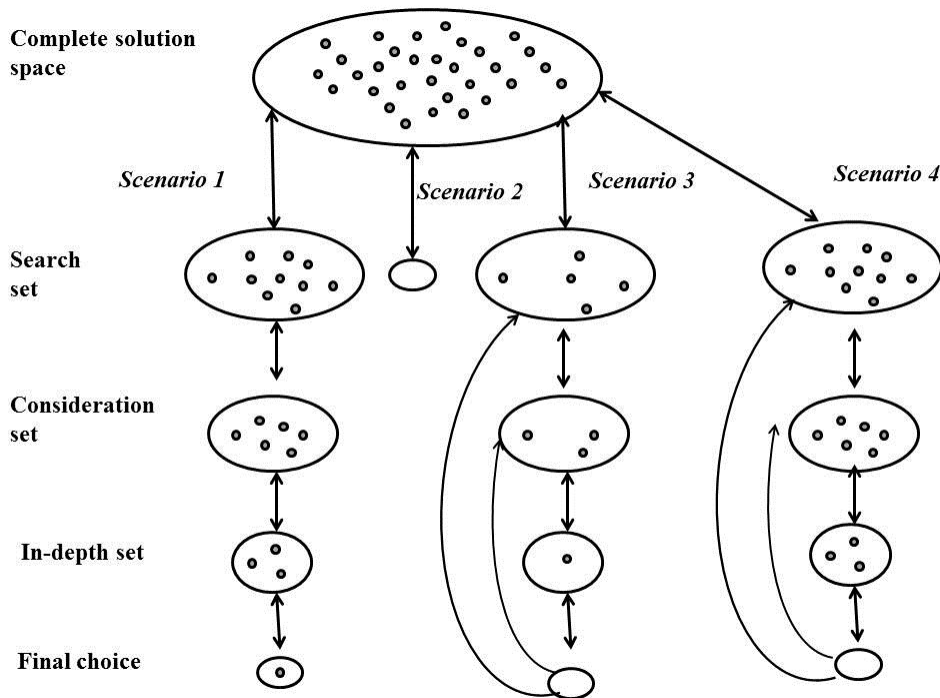 Complete solution
space
Scenario 1
Scenario 2
Scenario 3
Scenario 4
Search
set
Consideration
set
In-depth set
Final choice